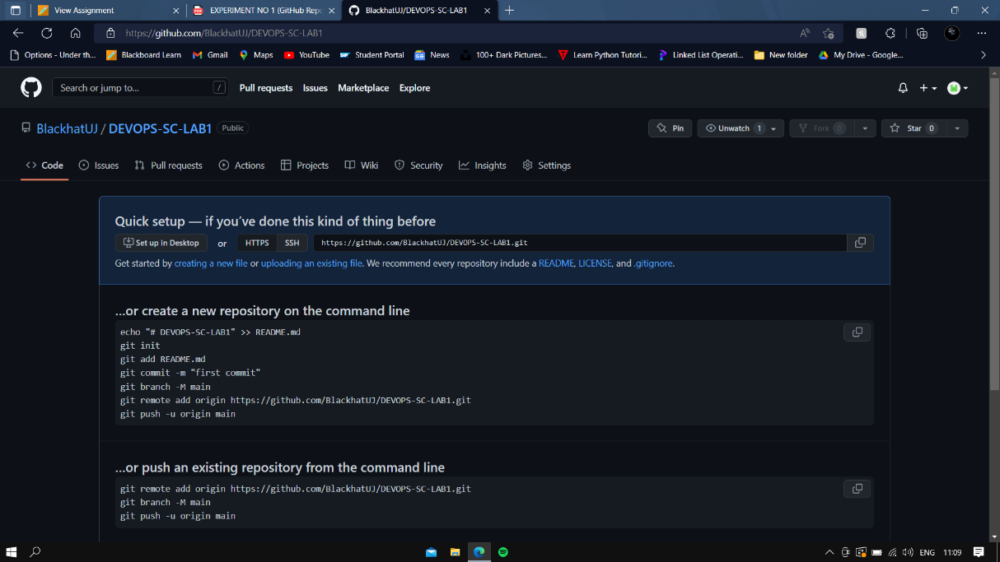 View Assignment
EXPERIMENT NO 1 (GitHub Repo
BlackhatUJ/DEVOPS-SC-LAB1
https://github.com/BlackhatUJ/DEVOPS-SC-LAB1
Options - Under th...
Blackboard Learn
Gmail
Maps
YouTube
Student Portal
News
100+ Dark Pictures...
Learn Python Tutori...
Linked List Operati...
New folder
My Drive - Google...
Search or jump to...
/
Pull requests
Issues
Marketplace
Explore
BlackhatUJ / DEVOPS-SC-LAB1 Public
Pin
Unwatch 1
Fork 0
Star 0
Code
Issues
Pull requests
Actions
Projects
Wiki
Security
Insights
Settings
Quick setup — if you’ve done this kind of thing before
Set up in Desktop or HTTPS SSH https://github.com/BlackhatUJ/DEVOPS-SC-LAB1.git
Get started by creating a new file or uploading an existing file. We recommend every repository include a README, LICENSE, and .gitignore.
…or create a new repository on the command line
echo "# DEVOPS-SC-LAB1" >> README.md
git init
git add README.md
git commit -m "first commit"
git branch -M main
git remote add origin https://github.com/BlackhatUJ/DEVOPS-SC-LAB1.git
git push -u origin main
…or push an existing repository from the command line
git remote add origin https://github.com/BlackhatUJ/DEVOPS-SC-LAB1.git
git branch -M main
git push -u origin main
ENG 11:09